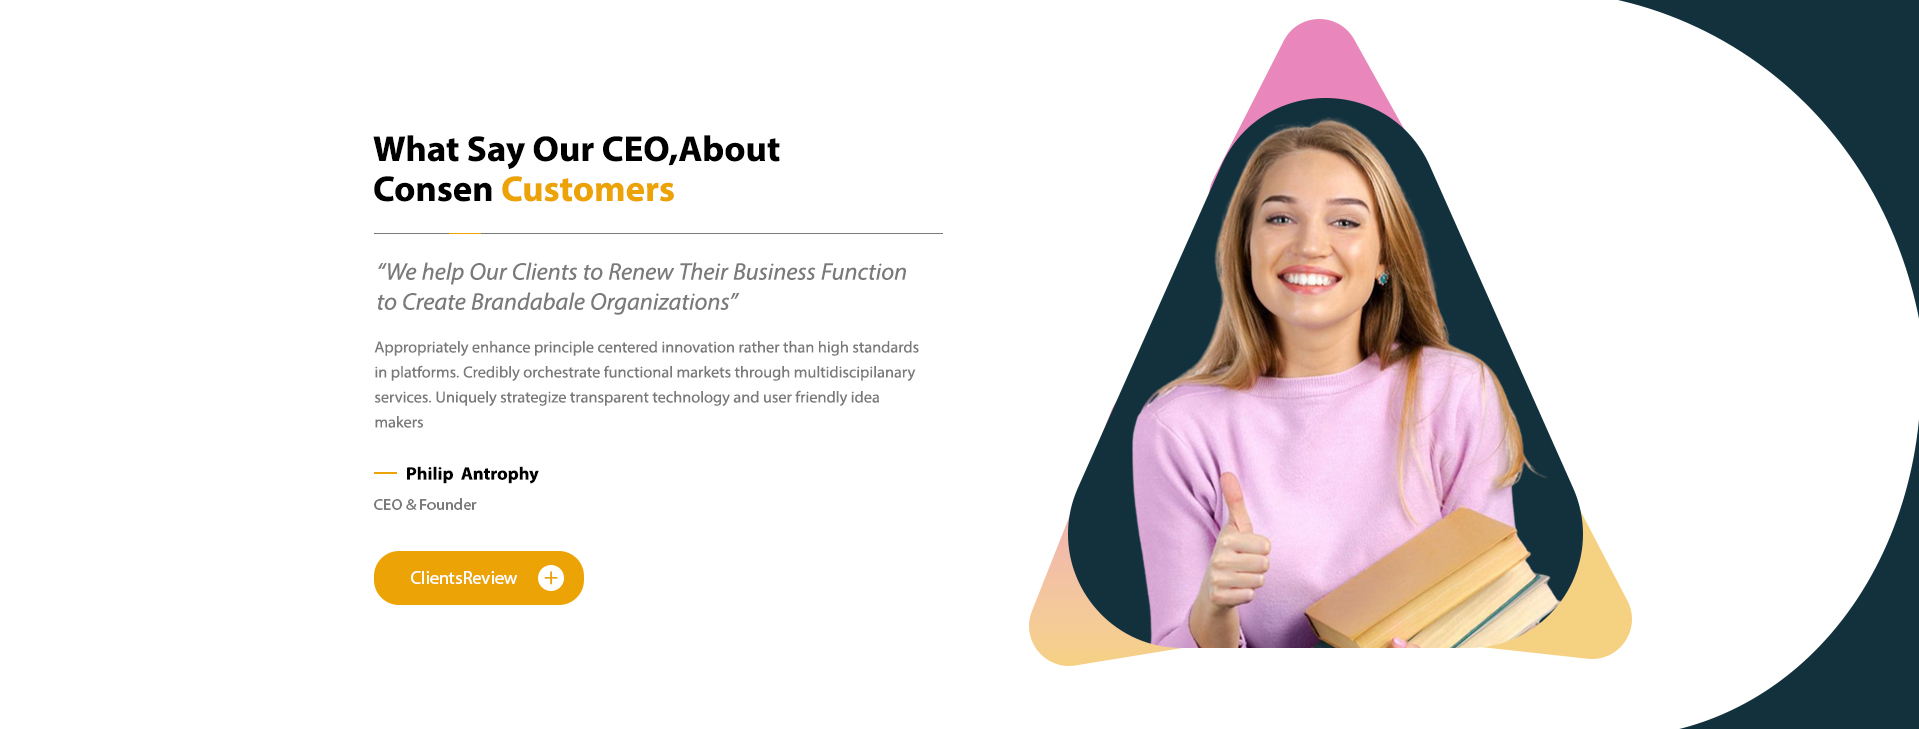 What Say Our CEO,About
Consen Customers
“We help Our Clients to Renew Their Business Function
to Create Brandabale Organizations”
Appropriately enhance principle centered innovation rather than high standards
in platforms. Credibly orchestrate functional markets through multidiscipilanary
services. Uniquely strategize transparent technology and user friendly idea
makers
Philip Antrophy
CEO & Founder
ClientsReview